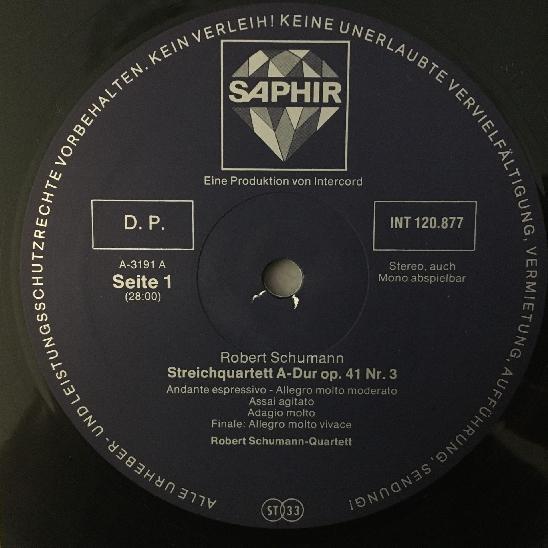 ALLE URHEBER- UND LEISTUNGSSCHUTZRECHTE VORBEHALTEN. KEIN VERLEIH! KEINE UNERLAUBTE VERVIELFÄLTIGUNG, VERMIETUNG, AUFFÜHRUNG, SENDUNG!
SAPHIR
Eine Produktion von Intercord
D. P.
INT 120.877
A-3191 A
Seite 1
(28:00)
Stereo, auch
Mono abspielbar
Robert Schumann
Streichquartett A-Dur op. 41 Nr. 3
Andante espressivo - Allegro molto moderato
Assai agitato
Adagio molto
Finale: Allegro molto vivace
Robert Schumann-Quartett
ST 33